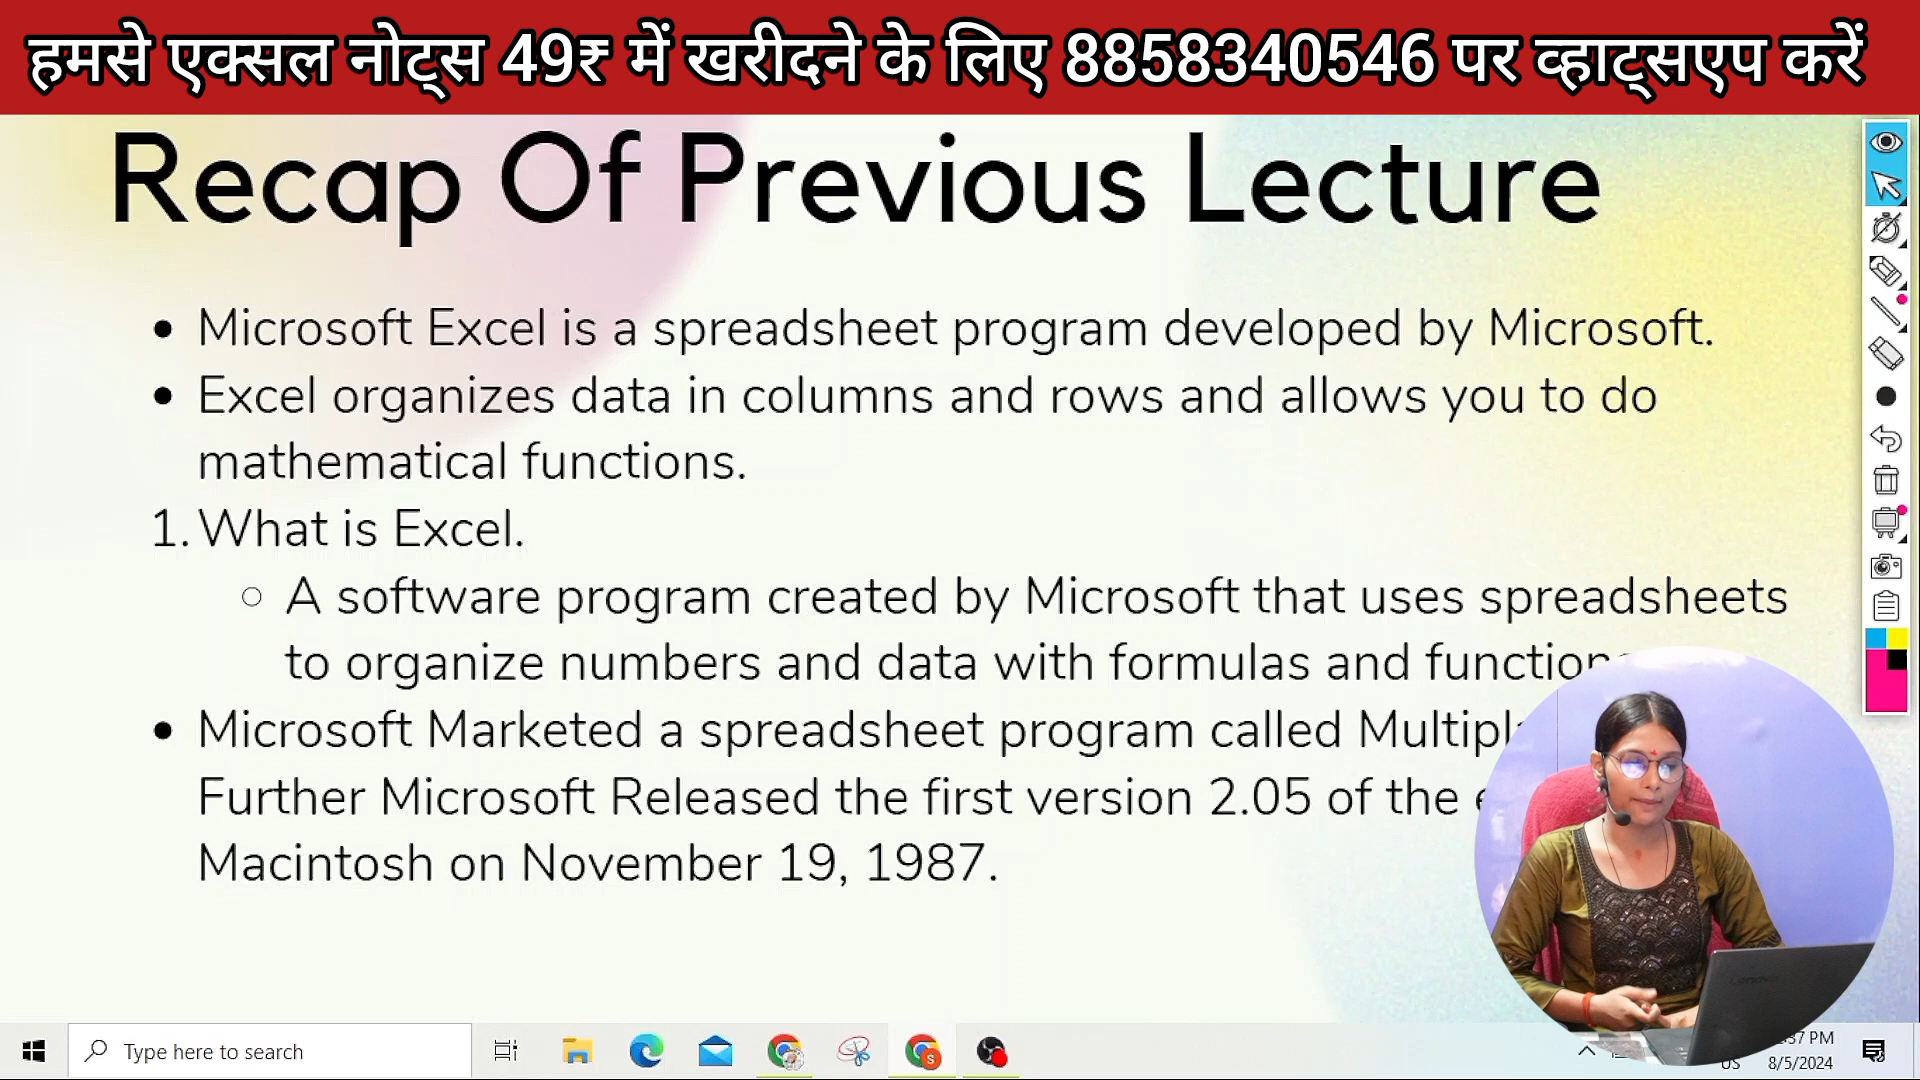 हमसे एक्सल नोट्स 49₹ में खरीदने के लिए 8858340546 पर व्हाट्सएप करें
Recap Of Previous Lecture
• Microsoft Excel is a spreadsheet program developed by Microsoft.
• Excel organizes data in columns and rows and allows you to do
mathematical functions.
1. What is Excel.
○ A software program created by Microsoft that uses spreadsheets
to organize numbers and data with formulas and
• Microsoft Marketed a spreadsheet program called
Further Microsoft Released the first version 2.05 of the
Macintosh on November 19, 1987.
Type here to search
PM
8/5/2024